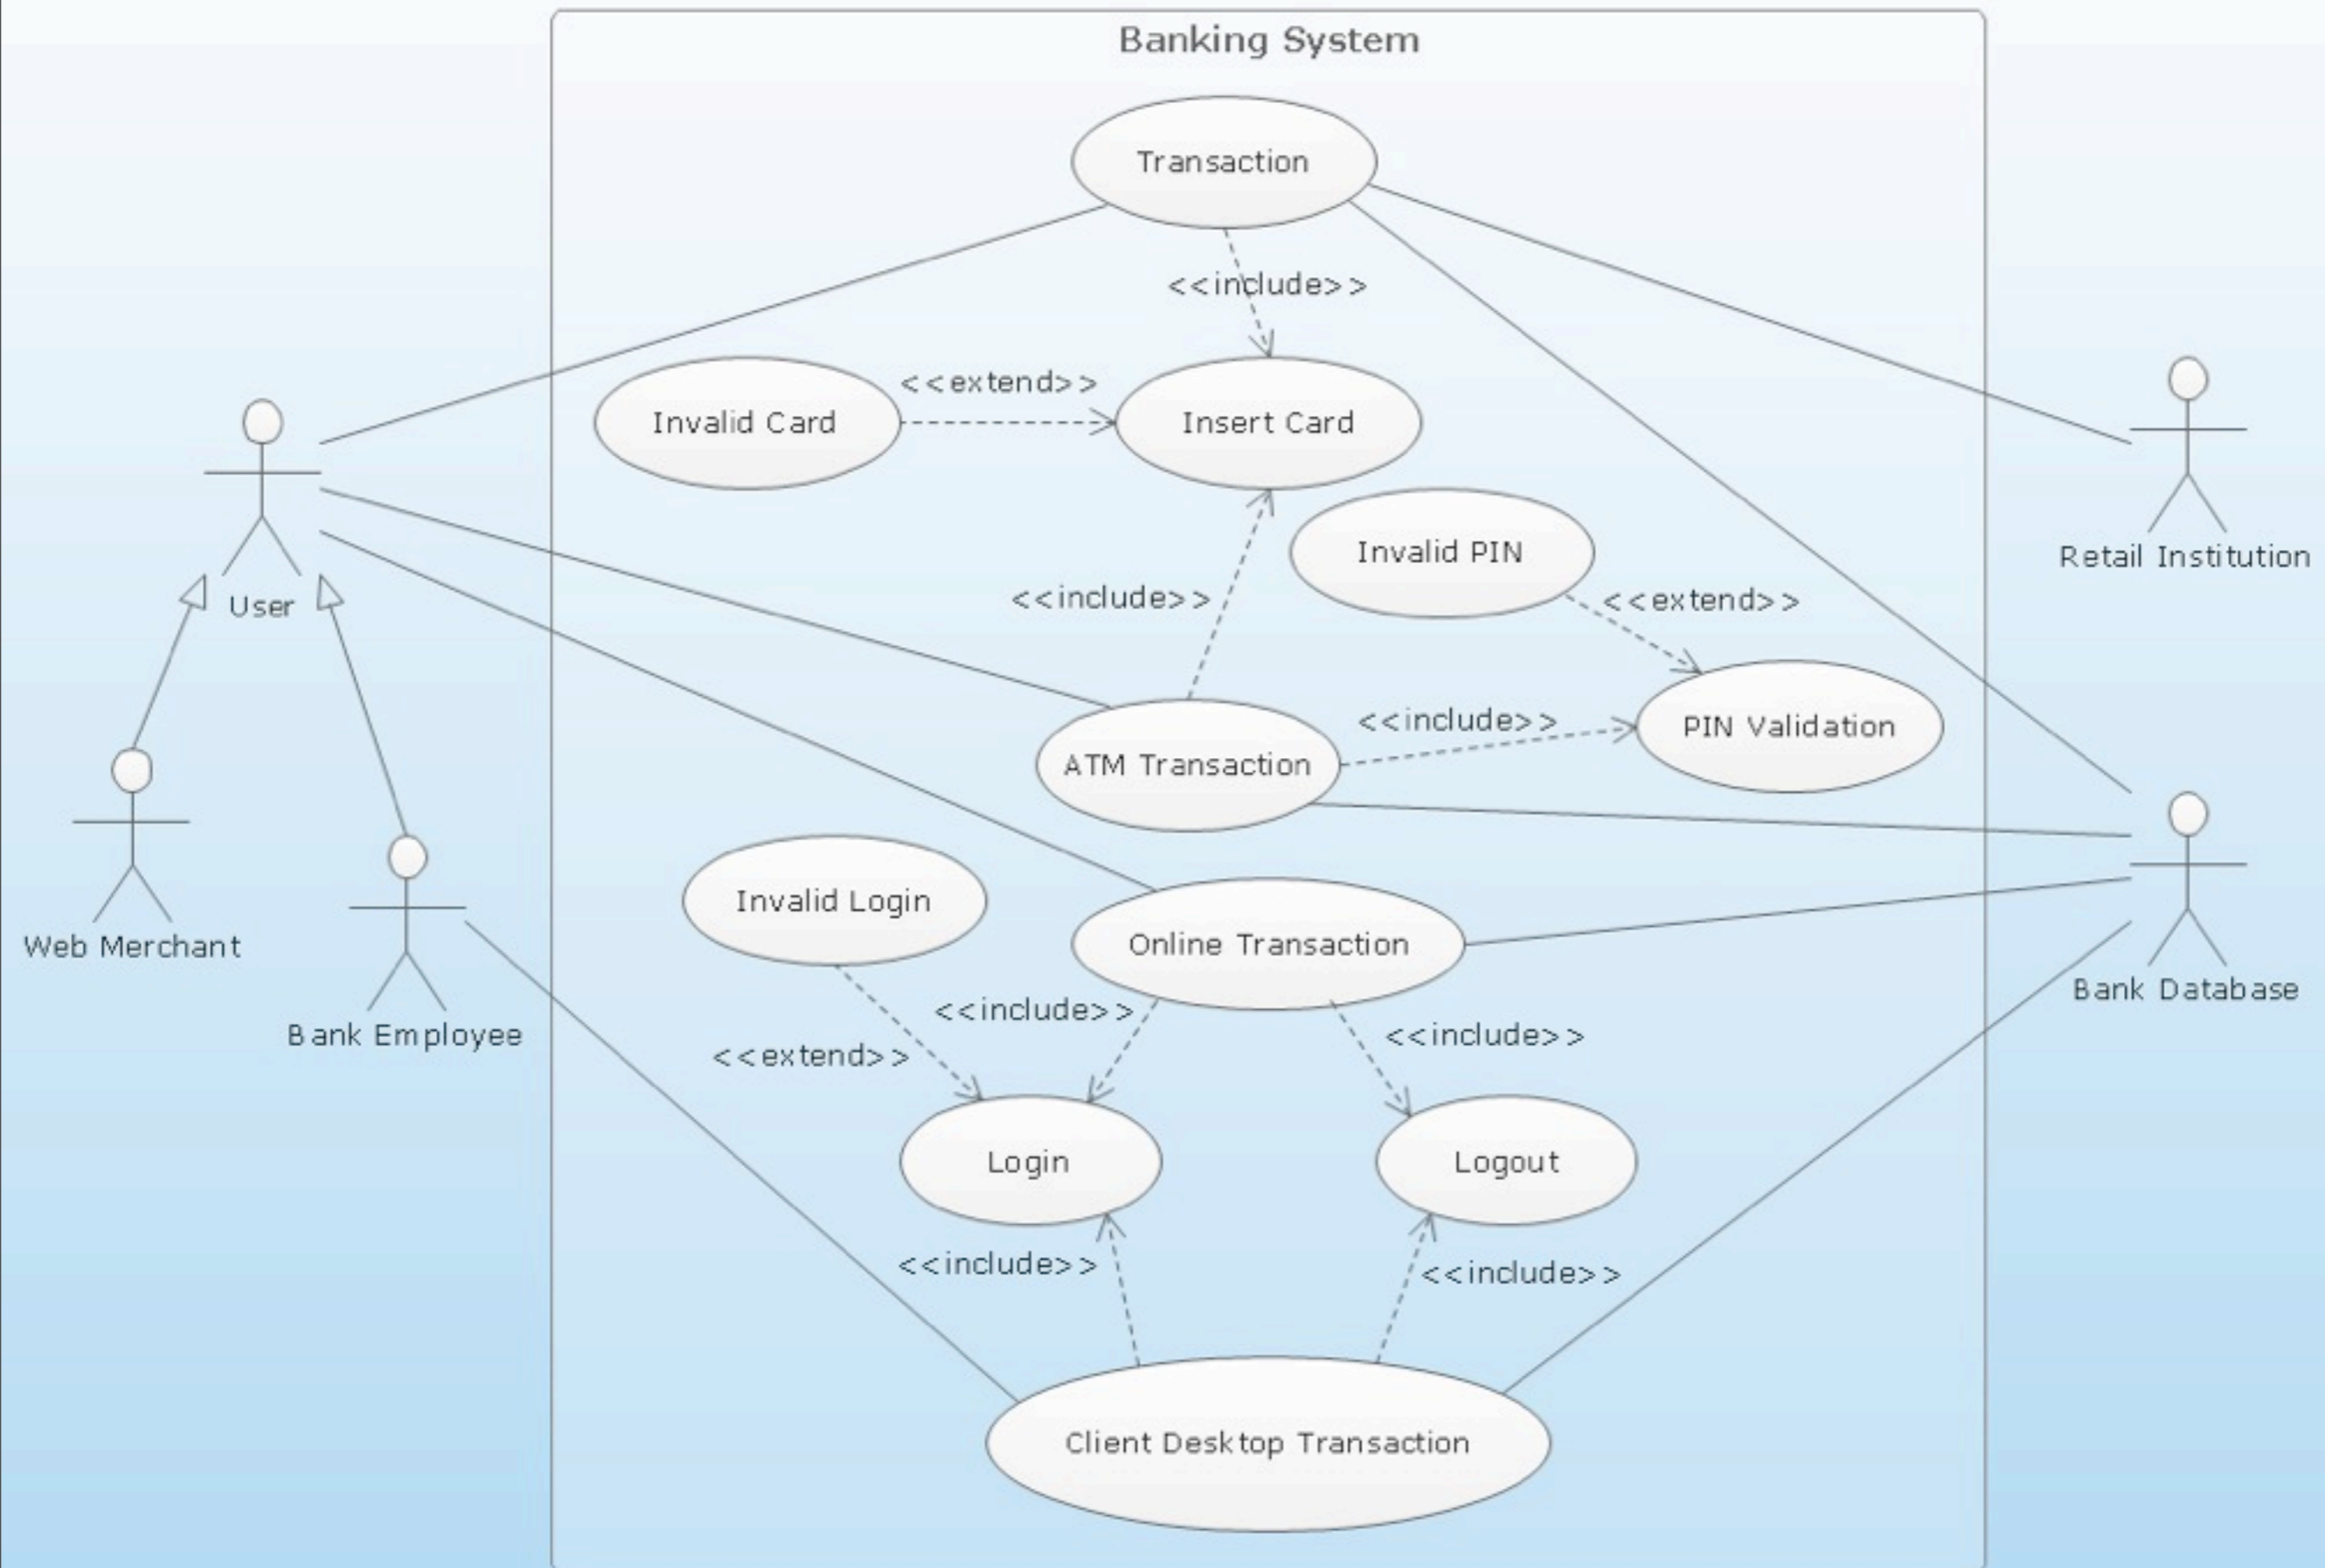 Banking System
Transaction
<<include>>
<<extend>>
Invalid Card
Insert Card
Invalid PIN
Retail Institution
<<include>>
<<extend>>
User
<<include>>
PIN Validation
ATM Transaction
Invalid Login
Online Transaction
Web Merchant
Bank Database
<<include>>
Bank Employee
<<include>>
<<extend>>
Login
Logout
<<include>>
<<include>>
Client Desktop Transaction